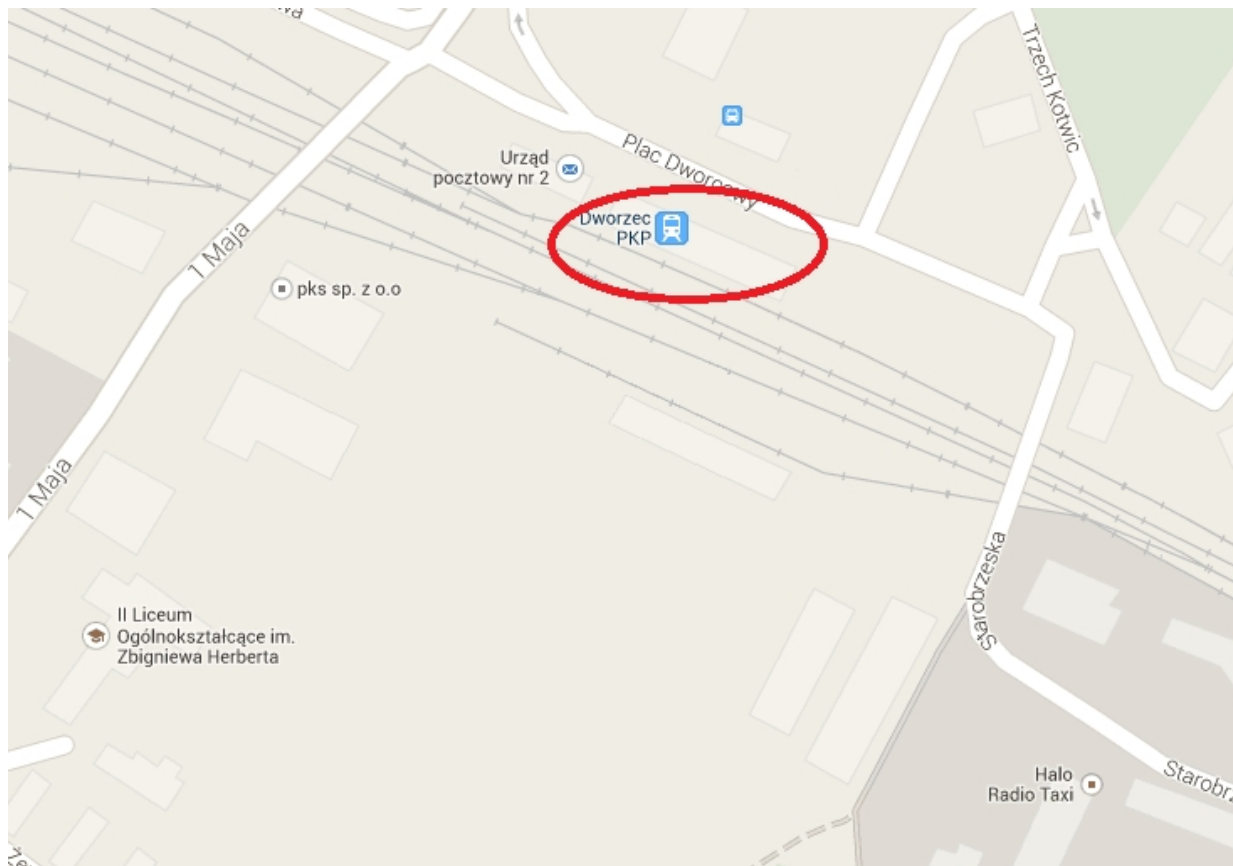 Trzech Kotwic
Plac Dworcowy
Urząd
pocztowy nr 2
Dworzec
PKP
1 Maja
pks sp. z o.o
1 Maja
Starobrzeska
II Liceum
Ogólnokształcące im.
Zbigniewa Herberta
Halo
Radio Taxi
Starobrz